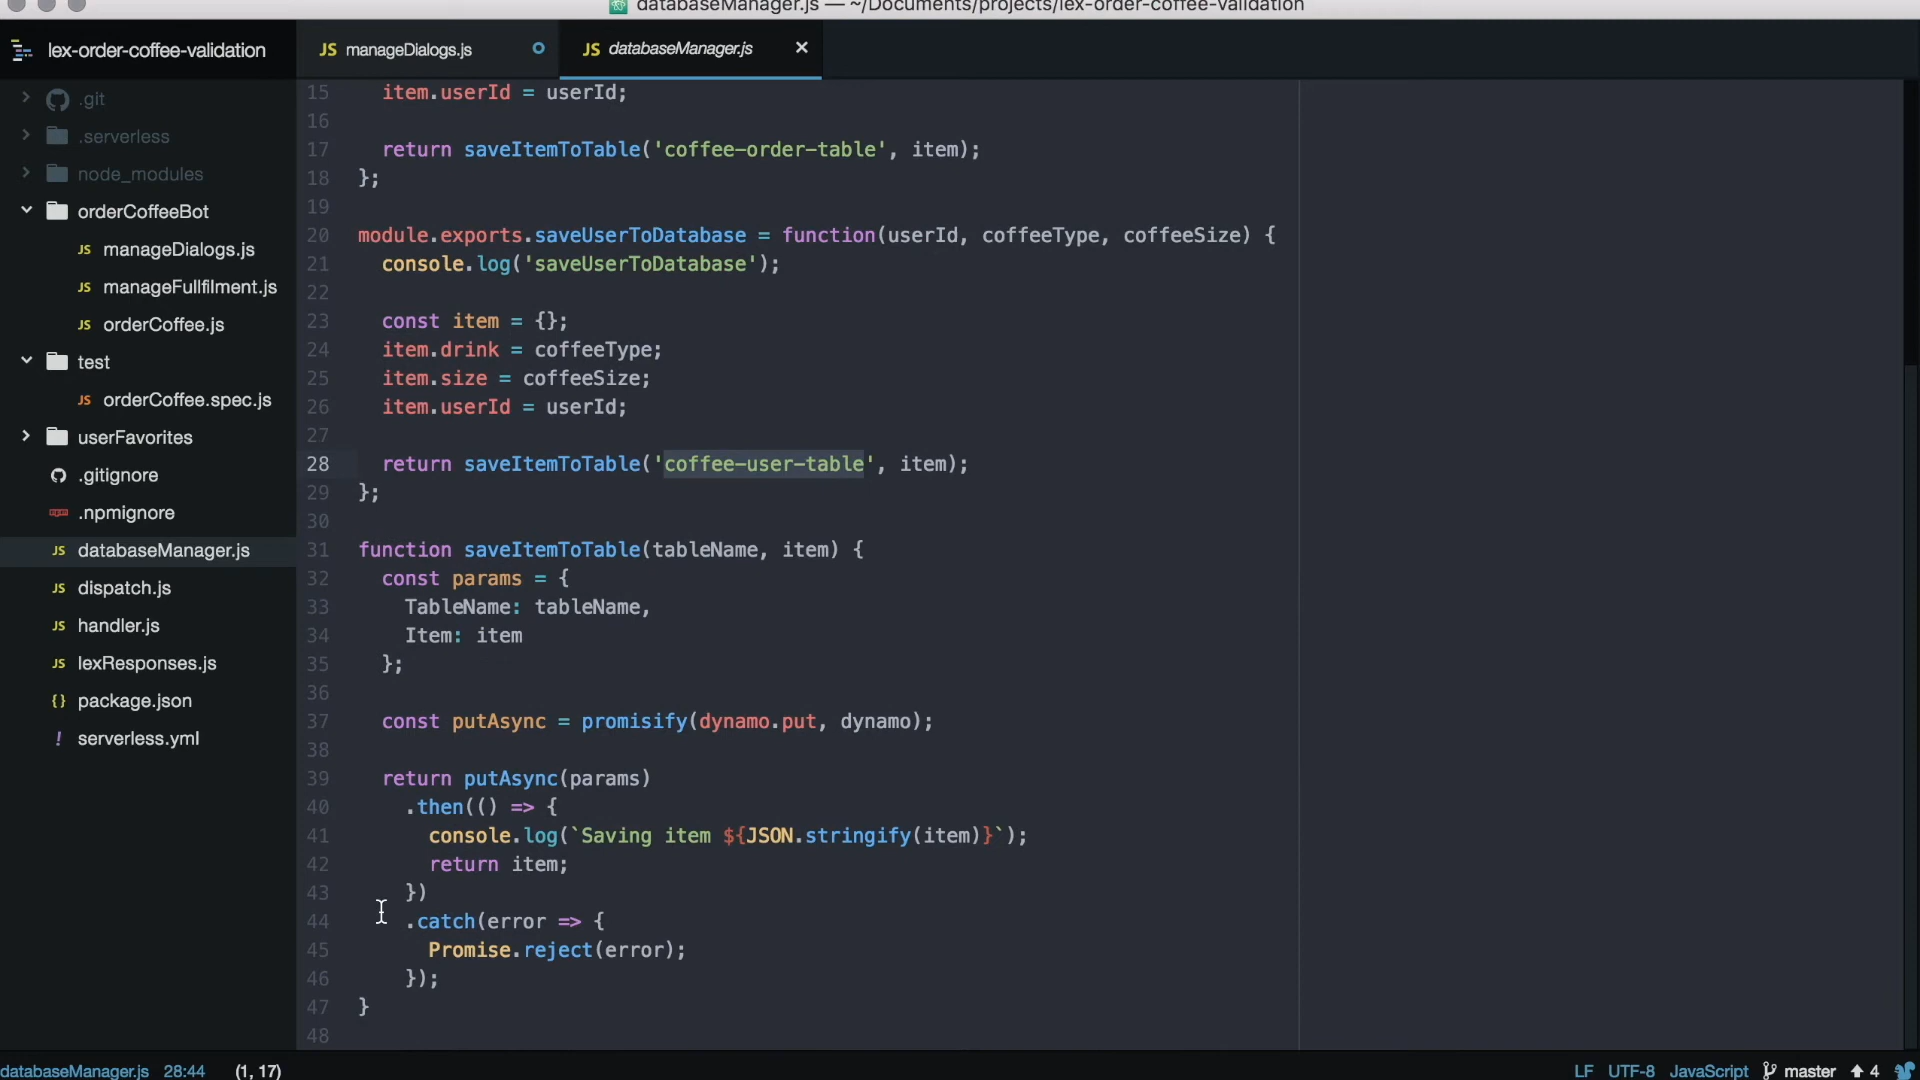 databaseManager.js — ~/Documents/projects/lex-order-coffee-validation
lex-order-coffee-validation
JS manageDialogs.js
JS databaseManager.js ×
.git
.serverless
node_modules
orderCoffeeBot
JS manageDialogs.js
JS manageFullfilment.js
JS orderCoffee.js
test
JS orderCoffee.spec.js
userFavorites
.gitignore
.npmignore
JS databaseManager.js
JS dispatch.js
JS handler.js
JS lexResponses.js
{} package.json
! serverless.yml
15 item.userId = userId;
16
17 return saveItemToTable('coffee-order-table', item);
18 };
19
20 module.exports.saveUserToDatabase = function(userId, coffeeType, coffeeSize) {
21 console.log('saveUserToDatabase');
22
23 const item = {};
24 item.drink = coffeeType;
25 item.size = coffeeSize;
26 item.userId = userId;
27
28 return saveItemToTable('coffee-user-table', item);
29 };
30
31 function saveItemToTable(tableName, item) {
32 const params = {
33 TableName: tableName,
34 Item: item
35 };
36
37 const putAsync = promisify(dynamo.put, dynamo);
38
39 return putAsync(params)
40 .then(() => {
41 console.log(`Saving item ${JSON.stringify(item)}`);
42 return item;
43 })
44 .catch(error => {
45 Promise.reject(error);
46 });
47 }
48
databaseManager.js 28:44 (1, 17)
LF UTF-8 JavaScript master 4